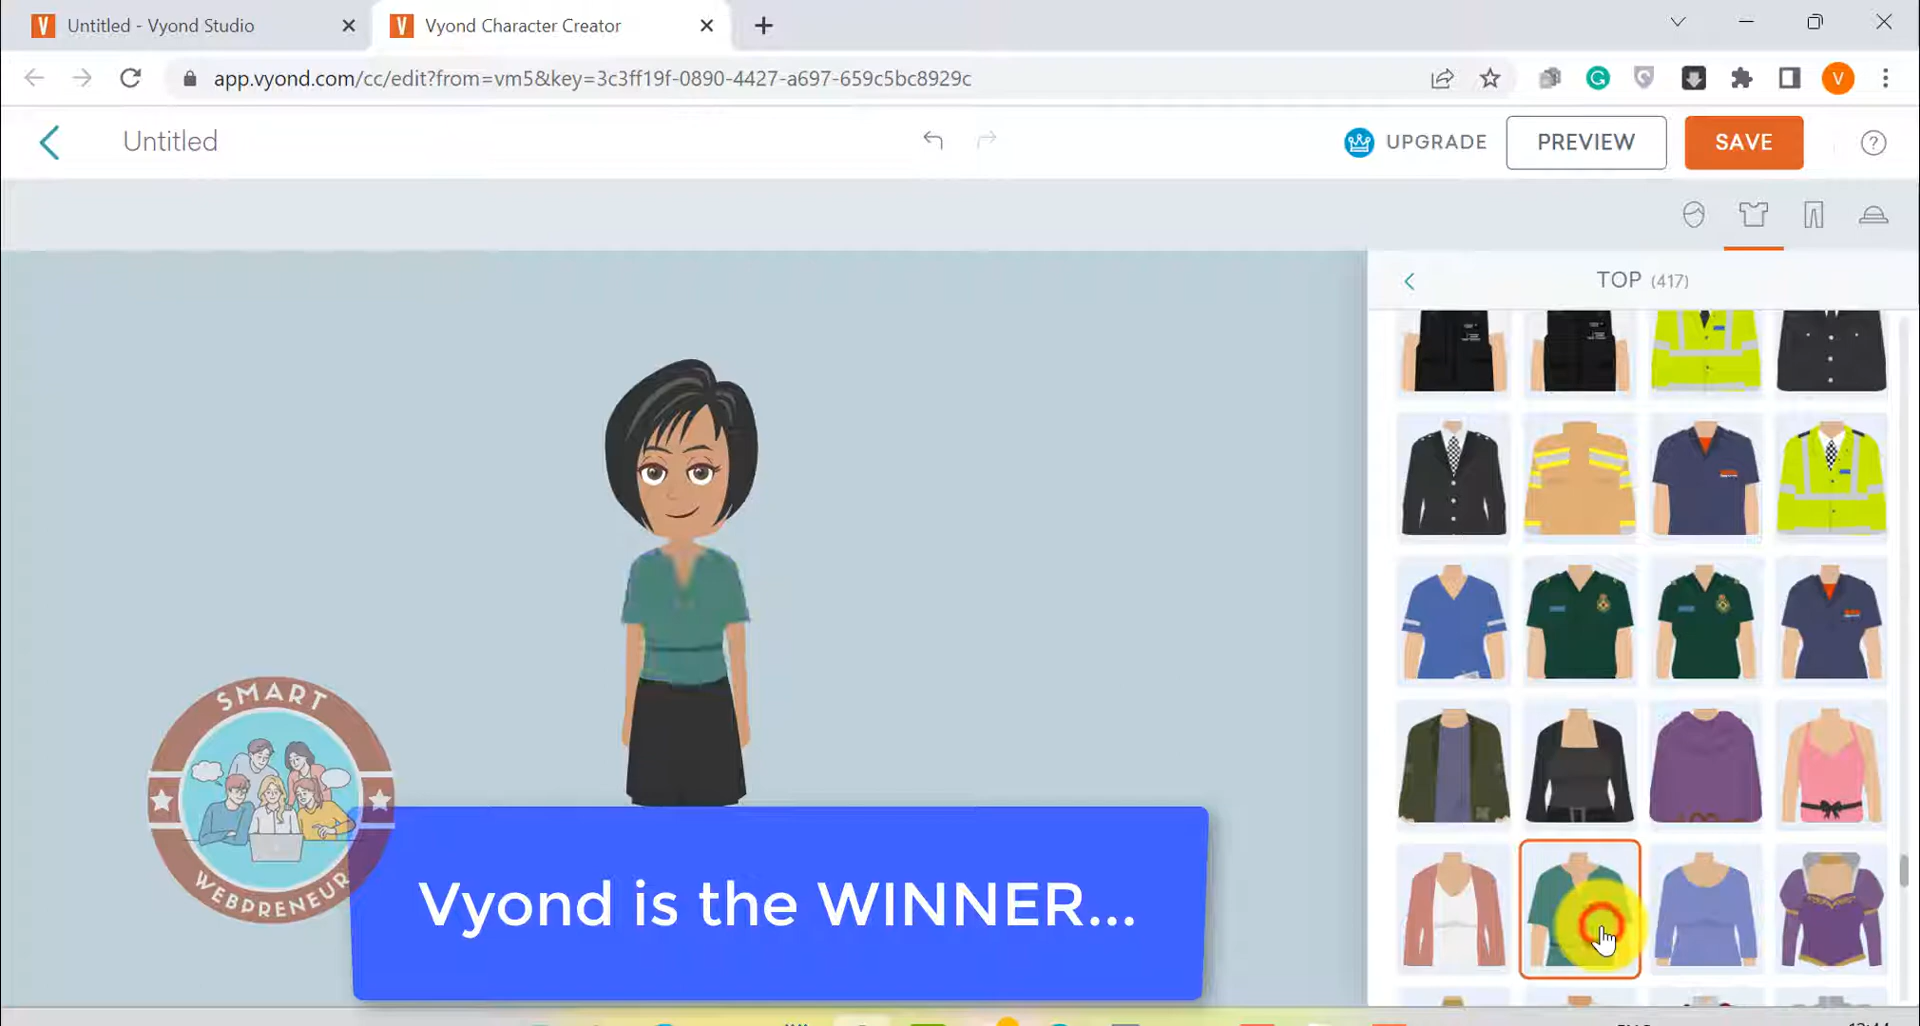 Untitled - Vyond Studio
Vyond Character Creator
app.vyond.com/cc/edit?from=vm5&key=3c3ff19f-0890-4427-a697-659c5bc8929c
V
Untitled
UPGRADE
PREVIEW
SAVE
TOP (417)
SMART
WEBPRENEUR
Vyond is the WINNER...